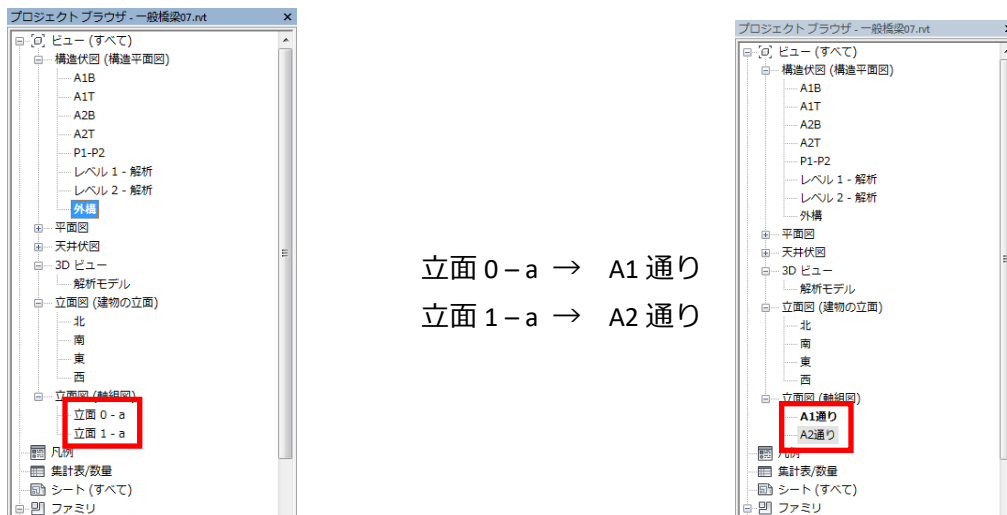 プロジェクト ブラウザ - 一般橋梁07.rvt
ビュー (すべて)
構造伏図 (構造平面図)
A1B
A1T
A2B
A2T
P1-P2
レベル 1 - 解析
レベル 2 - 解析
外構
平面図
天井伏図
3D ビュー
解析モデル
立面図 (建物の立面)
北
南
東
西
立面図 (軸組図)
立面 0 - a
立面 1 - a
凡例
集計表/数量
シート (すべて)
ファミリ
立面 0 – a → A1 通り
立面 1 – a → A2 通り
プロジェクト ブラウザ - 一般橋梁07.rvt
ビュー (すべて)
構造伏図 (構造平面図)
A1B
A1T
A2B
A2T
P1-P2
レベル 1 - 解析
レベル 2 - 解析
外構
平面図
天井伏図
3D ビュー
解析モデル
立面図 (建物の立面)
北
南
東
西
立面図 (軸組図)
A1通り
A2通り
凡例
集計表/数量
シート (すべて)
ファミリ